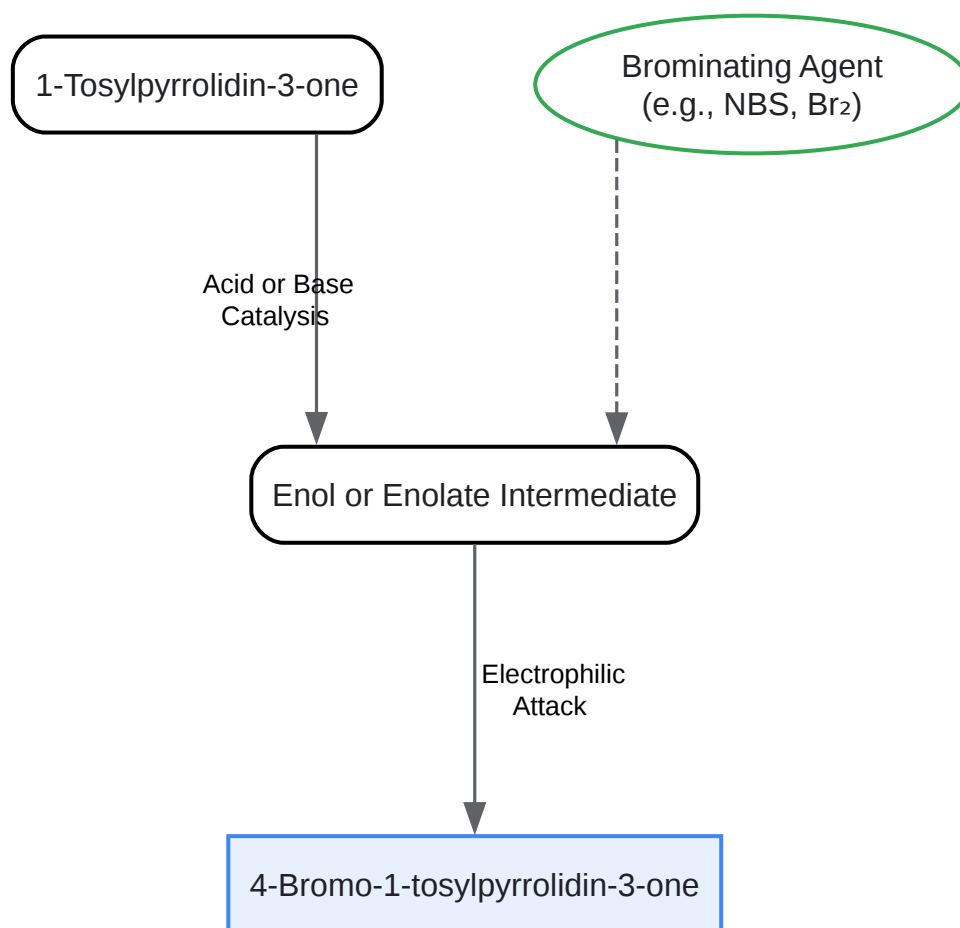 1-Tosylpyrrolidin-3-one
Brominating Agent
(e.g., NBS, Br₂)
Acid or Base
Catalysis
Enol or Enolate Intermediate
Electrophilic
Attack
4-Bromo-1-tosylpyrrolidin-3-one